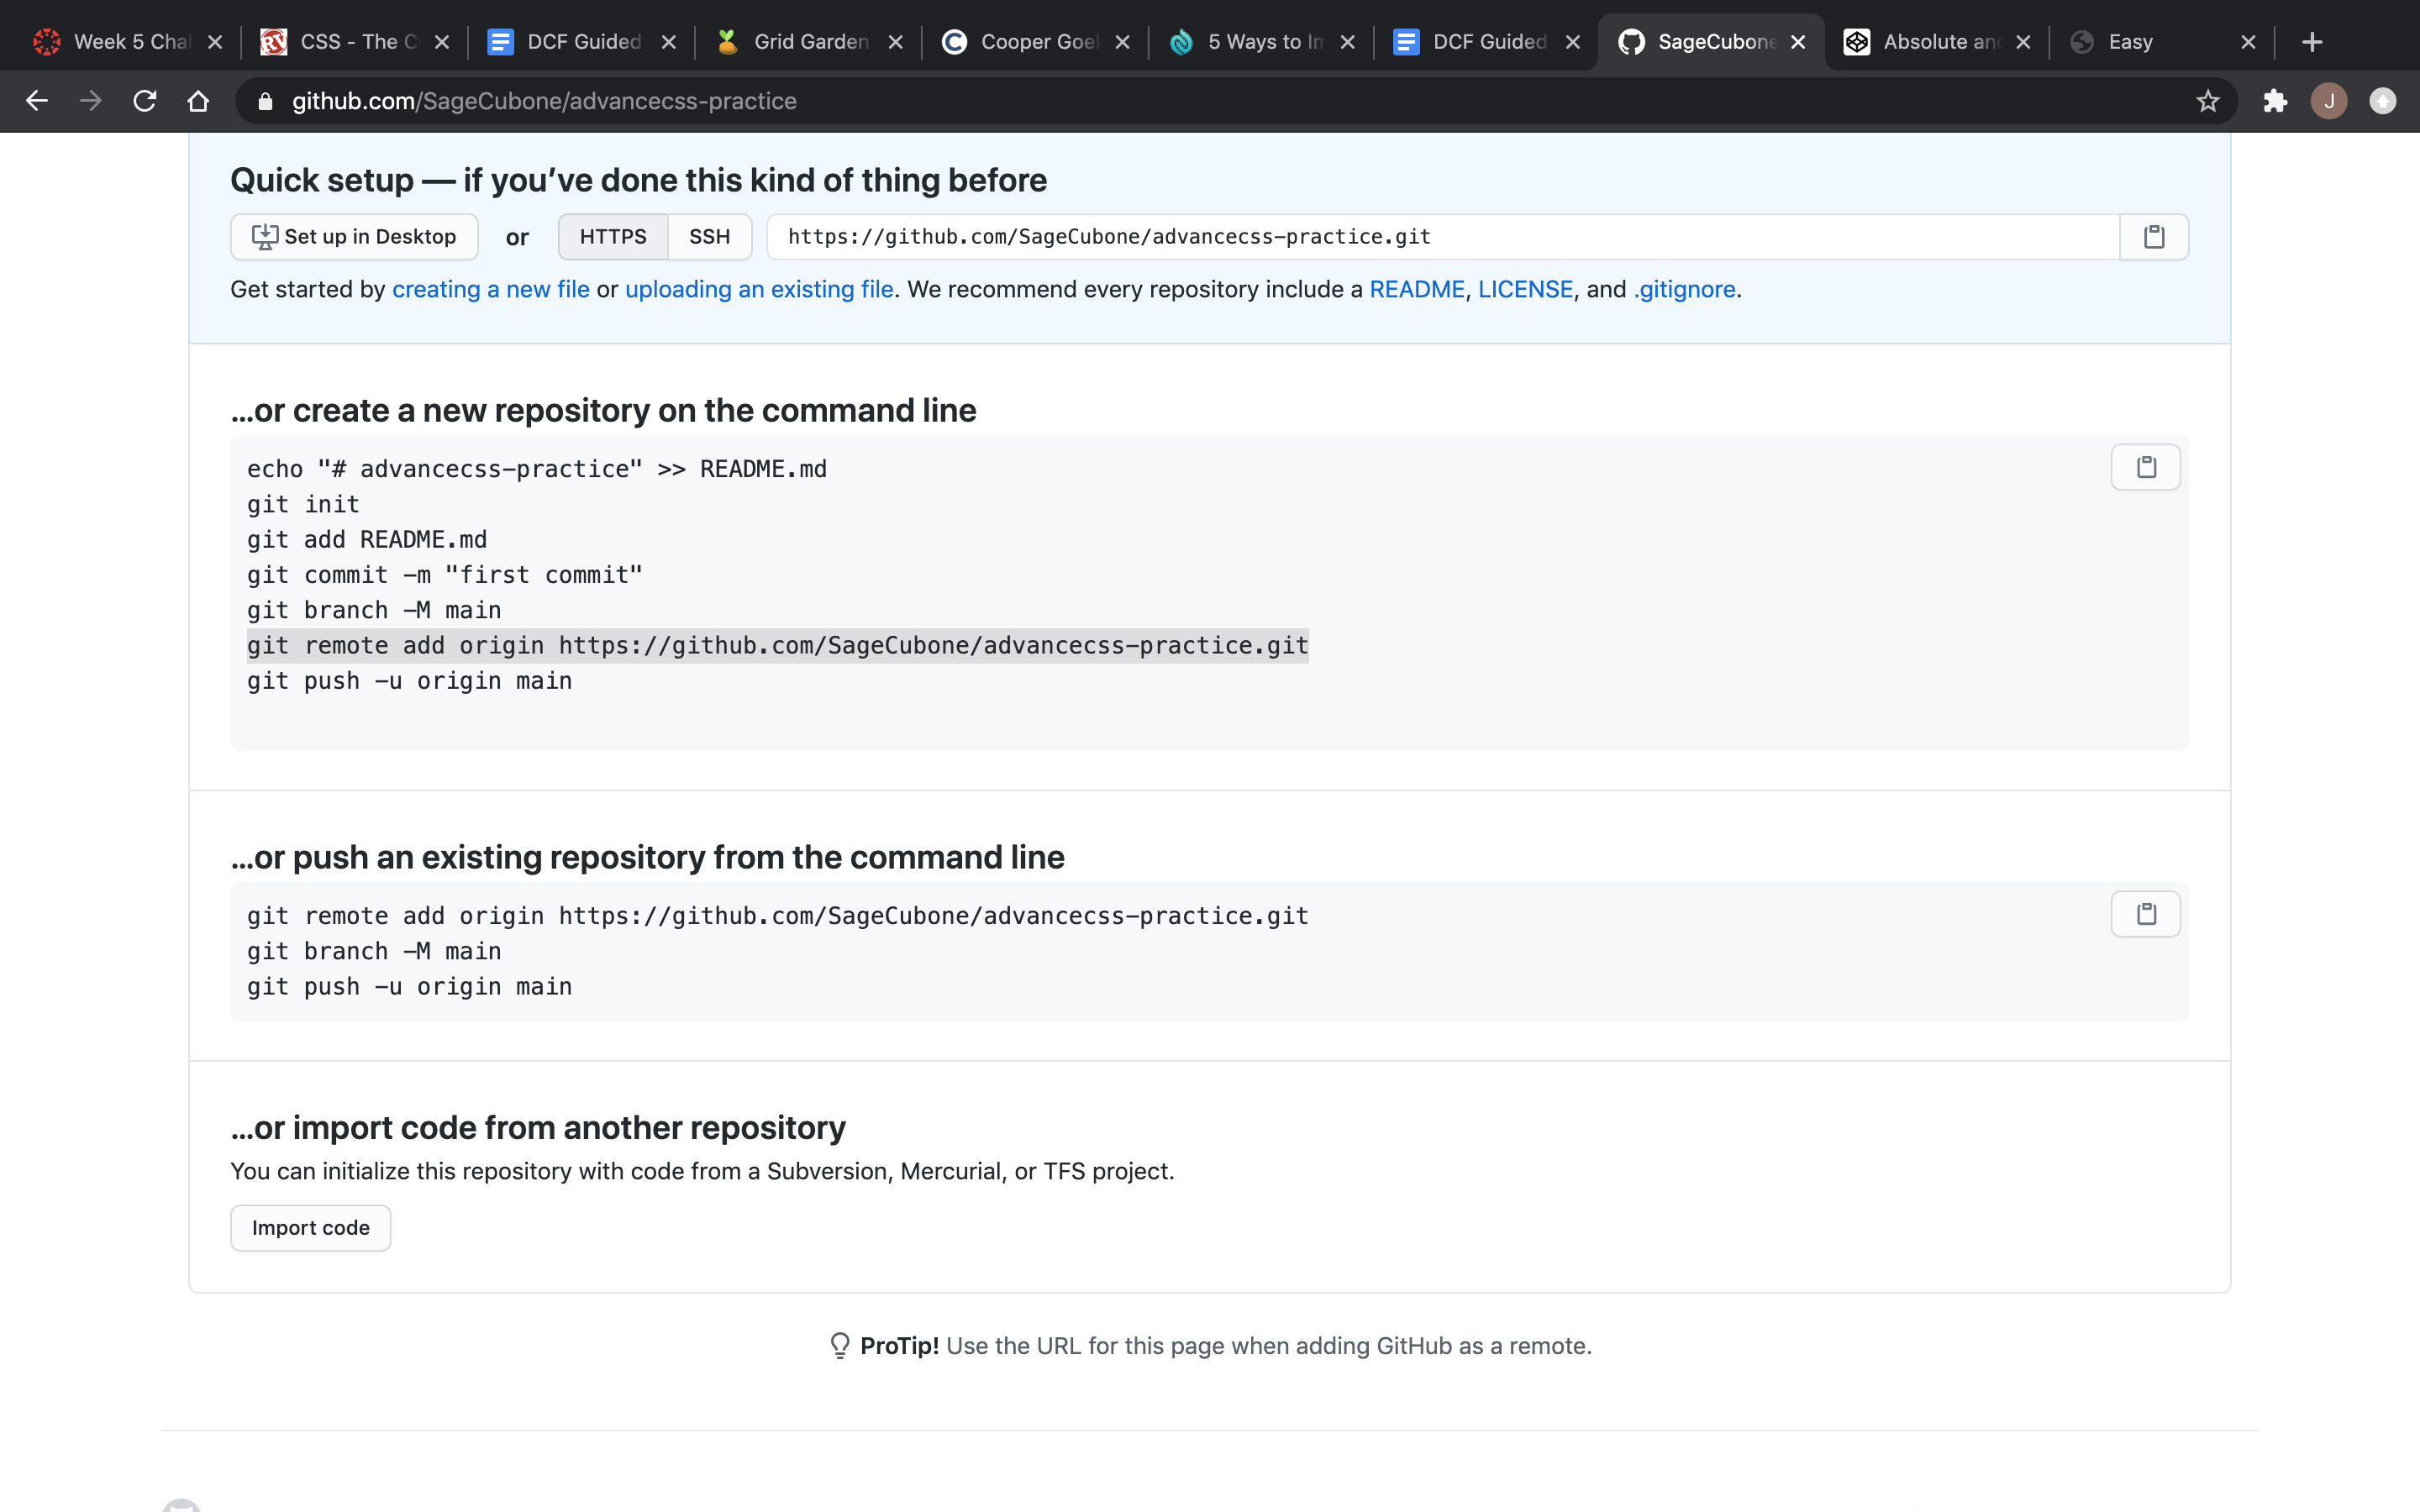 Week 5 Chal
CSS - The C
DCF Guided
Grid Garden
Cooper Goek
5 Ways to Im
DCF Guided
SageCubone
Absolute and
Easy
github.com/SageCubone/advancecss-practice
J
Quick setup — if you’ve done this kind of thing before
Set up in Desktop or HTTPS SSH https://github.com/SageCubone/advancecss-practice.git
Get started by creating a new file or uploading an existing file. We recommend every repository include a README, LICENSE, and .gitignore.
…or create a new repository on the command line
echo "# advancecss-practice" >> README.md
git init
git add README.md
git commit -m "first commit"
git branch -M main
git remote add origin https://github.com/SageCubone/advancecss-practice.git
git push -u origin main
…or push an existing repository from the command line
git remote add origin https://github.com/SageCubone/advancecss-practice.git
git branch -M main
git push -u origin main
…or import code from another repository
You can initialize this repository with code from a Subversion, Mercurial, or TFS project.
Import code
ProTip! Use the URL for this page when adding GitHub as a remote.